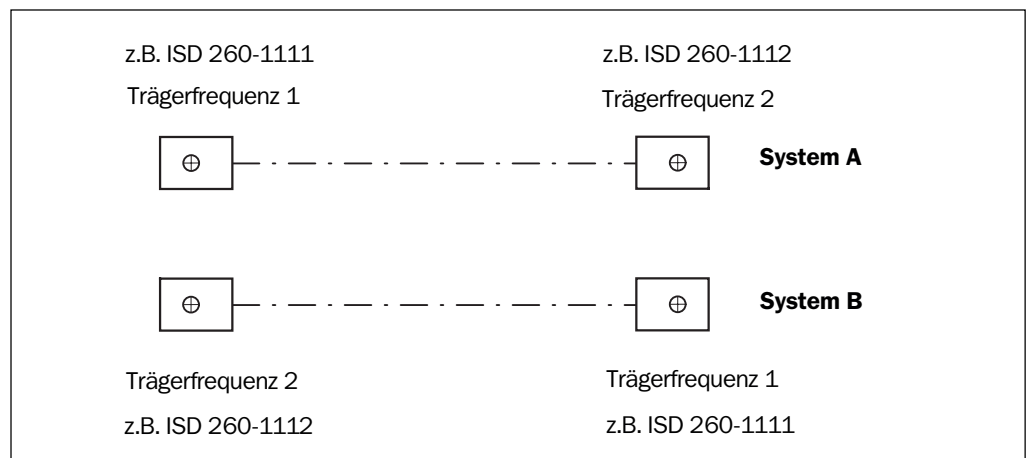 z.B. ISD 260-1111
Trägerfrequenz 1
z.B. ISD 260-1112
Trägerfrequenz 2
System A
System B
Trägerfrequenz 2
z.B. ISD 260-1112
Trägerfrequenz 1
z.B. ISD 260-1111